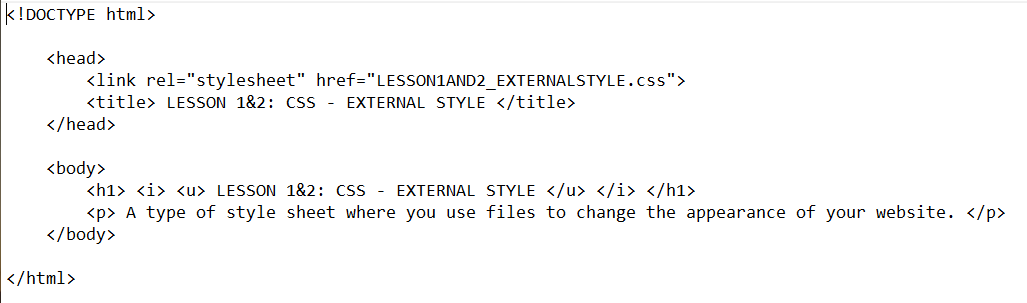 <!DOCTYPE html>
<head>
<link rel="stylesheet" href="LESSON1AND2_EXTERNALSTYLE.css">
<title> LESSON 1&2: CSS - EXTERNAL STYLE </title>
</head>
<body>
<h1> <i> <u> LESSON 1&2: CSS - EXTERNAL STYLE </u> </i> </h1>
<p> A type of style sheet where you use files to change the appearance of your website. </p>
</body>
</html>